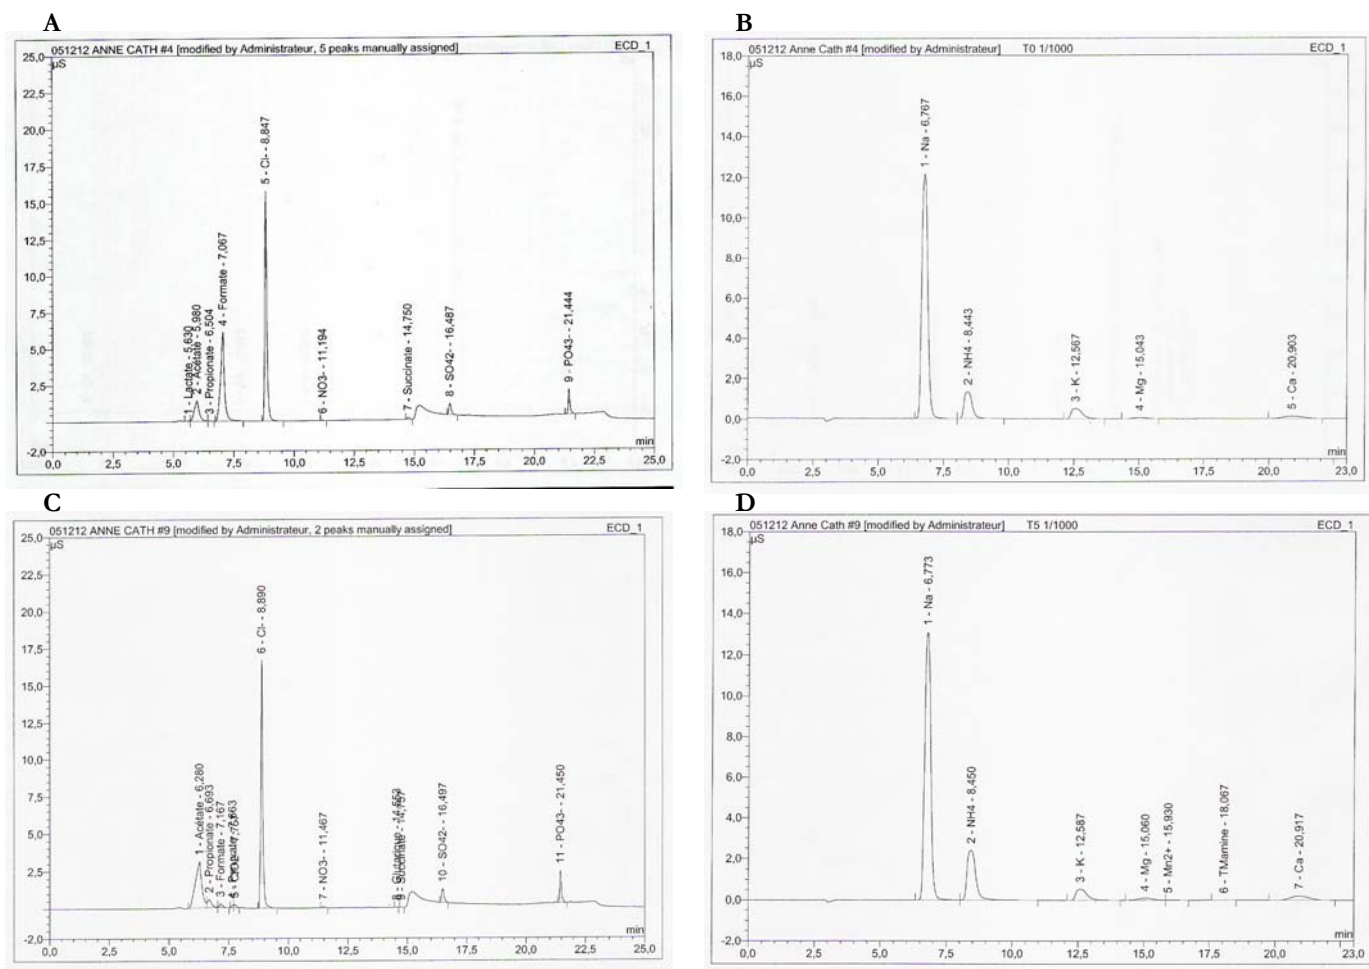 A
051212 ANNE CATH #4 [modified by Administrateur, 5 peaks manually assigned] ECD_1
25,0
µS
22,5
20,0
17,5
15,0
12,5
10,0
7,5
5,0
2,5
-2,0
1 - Lactate - 5,630
2 - Acétate - 5,980
3 - Propionate - 6,504
4 - Formate - 7,067
5 - Cl- - 8,847
6 - NO3- - 11,194
7 - Succinate - 14,750
8 - SO42- - 16,487
9 - PO43- - 21,444
min
0,0 2,5 5,0 7,5 10,0 12,5 15,0 17,5 20,0 22,5 25,0
B
051212 Anne Cath #4 [modified by Administrateur] T0 1/1000 ECD_1
18,0
µS
16,0
14,0
12,0
10,0
8,0
6,0
4,0
2,0
0,0
-2,0
1 - Na - 6,767
2 - NH4 - 8,443
3 - K - 12,567
4 - Mg - 15,043
5 - Ca - 20,903
min
0,0 2,5 5,0 7,5 10,0 12,5 15,0 17,5 20,0 23,0
C
051212 ANNE CATH #9 [modified by Administrateur, 2 peaks manually assigned] ECD_1
25,0
µS
22,5
20,0
17,5
15,0
12,5
10,0
7,5
5,0
2,5
-2,0
1 - Acétate - 6,280
2 - Propionate - 6,693
3 - Formate - 7,167
6 - Cl- - 8,890
7 - NO3- - 11,467
9 - Succinate - 14,757
10 - SO42- - 16,497
11 - PO43- - 21,450
min
0,0 2,5 5,0 7,5 10,0 12,5 15,0 17,5 20,0 22,5 25,0
D
051212 Anne Cath #9 [modified by Administrateur] T5 1/1000 ECD_1
18,0
µS
16,0
14,0
12,0
10,0
8,0
6,0
4,0
2,0
0,0
-2,0
1 - Na - 6,773
2 - NH4 - 8,450
3 - K - 12,587
4 - Mg - 15,060
5 - Mn2+ - 15,930
6 - TMamine - 18,067
7 - Ca - 20,917
min
0,0 2,5 5,0 7,5 10,0 12,5 15,0 17,5 20,0 23,0